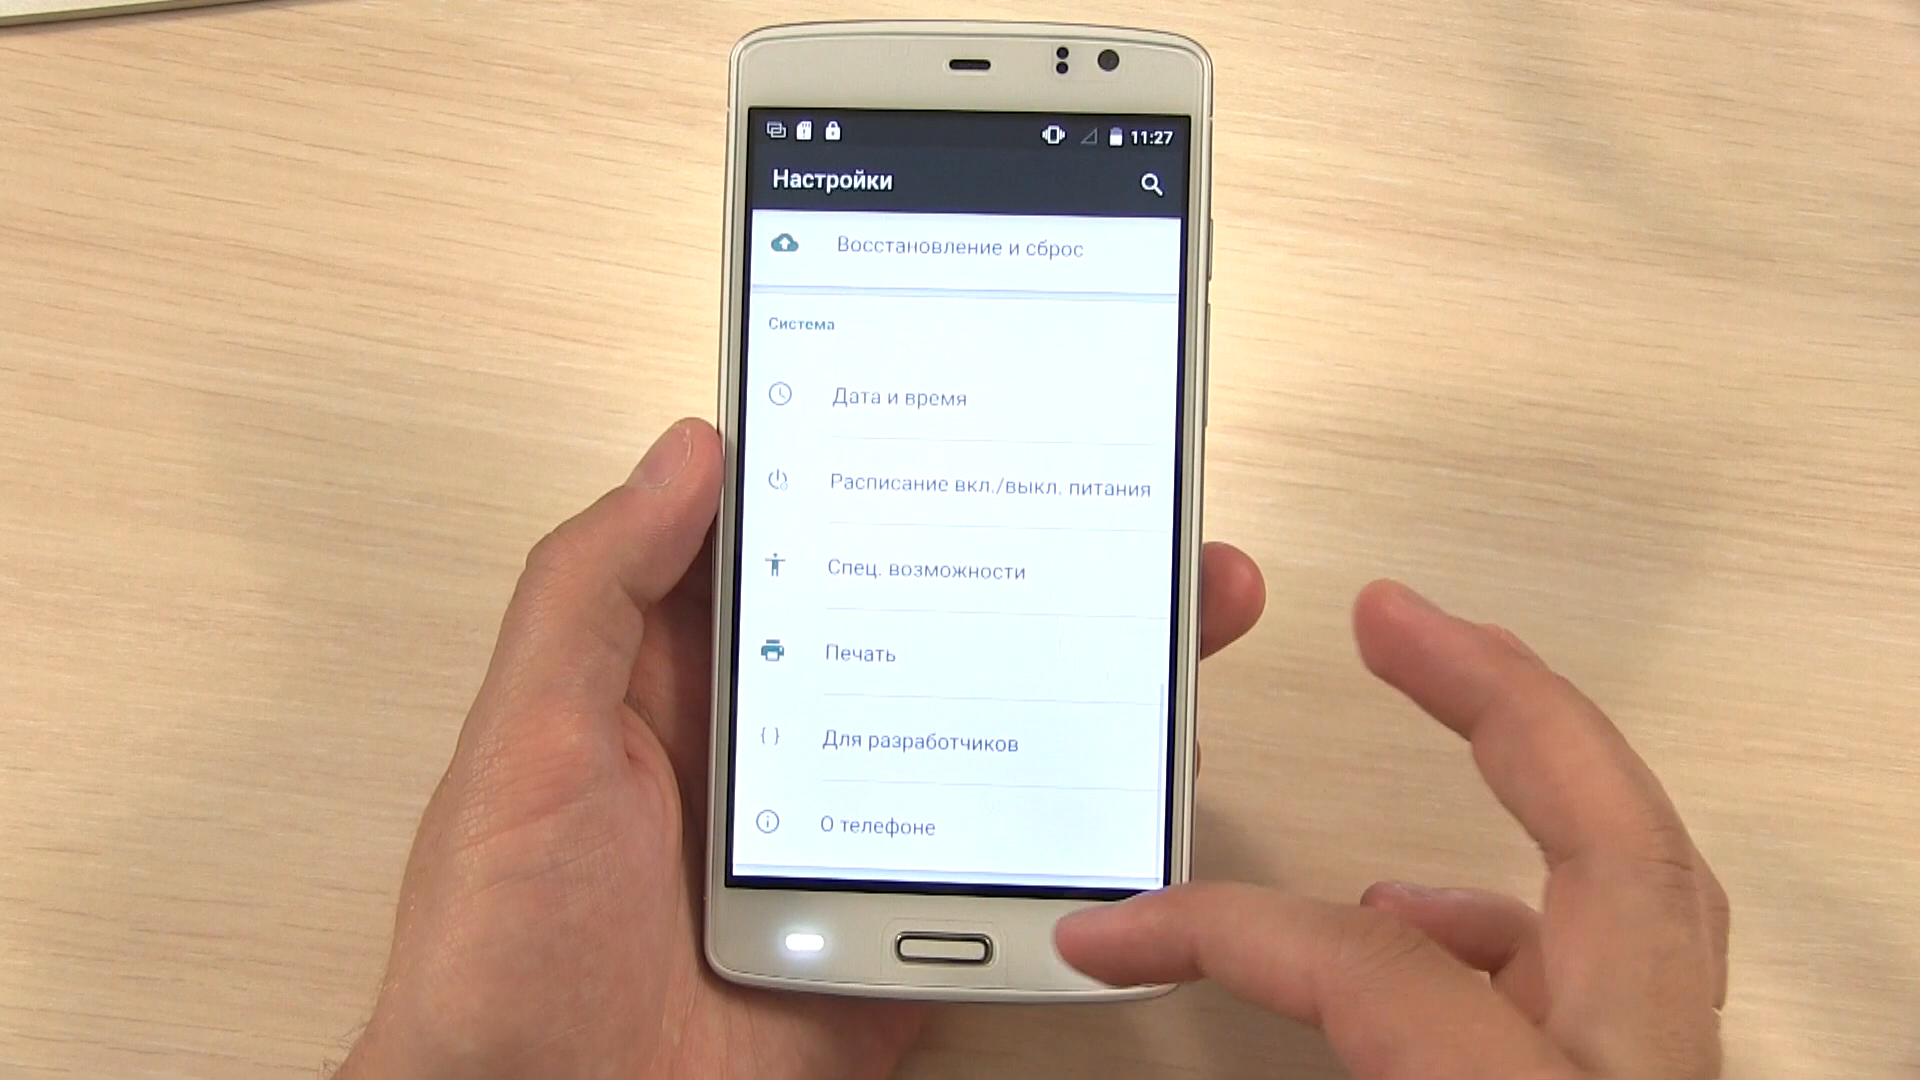 11:27
Настройки
Восстановление и сброс
Система
Дата и время
Расписание вкл./выкл. питания
Спец. возможности
Печать
{ } Для разработчиков
О телефоне